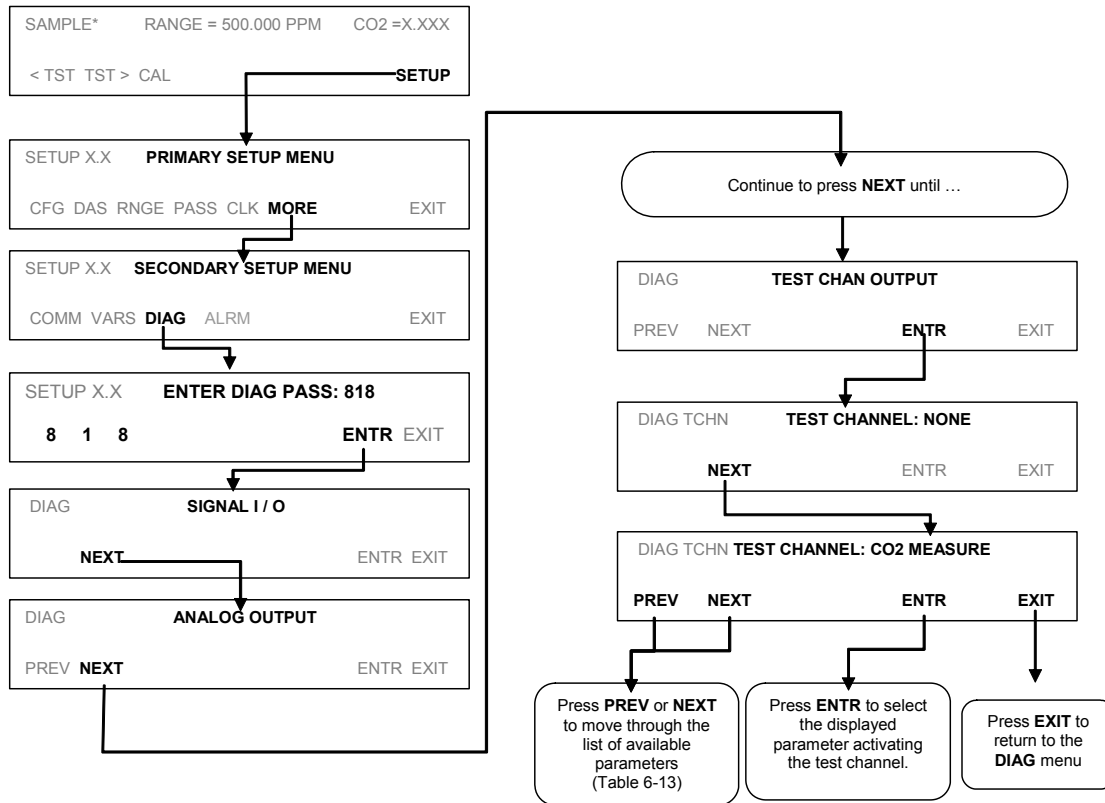 SAMPLE* RANGE = 500.000 PPM CO2 =X.XXX
< TST TST > CAL SETUP
SETUP X.X PRIMARY SETUP MENU
CFG DAS RNGE PASS CLK MORE EXIT
SETUP X.X SECONDARY SETUP MENU
COMM VARS DIAG ALRM EXIT
SETUP X.X ENTER DIAG PASS: 818
8 1 8 ENTR EXIT
DIAG SIGNAL I / O
NEXT ENTR EXIT
DIAG ANALOG OUTPUT
PREV NEXT ENTR EXIT
Continue to press NEXT until …
DIAG TEST CHAN OUTPUT
PREV NEXT ENTR EXIT
DIAG TCHN TEST CHANNEL: NONE
NEXT ENTR EXIT
DIAG TCHN TEST CHANNEL: CO2 MEASURE
PREV NEXT ENTR EXIT
Press PREV or NEXT
to move through the
list of available
parameters
(Table 6-13)
Press ENTR to select
the displayed
parameter activating
the test channel.
Press EXIT to
return to the
DIAG menu